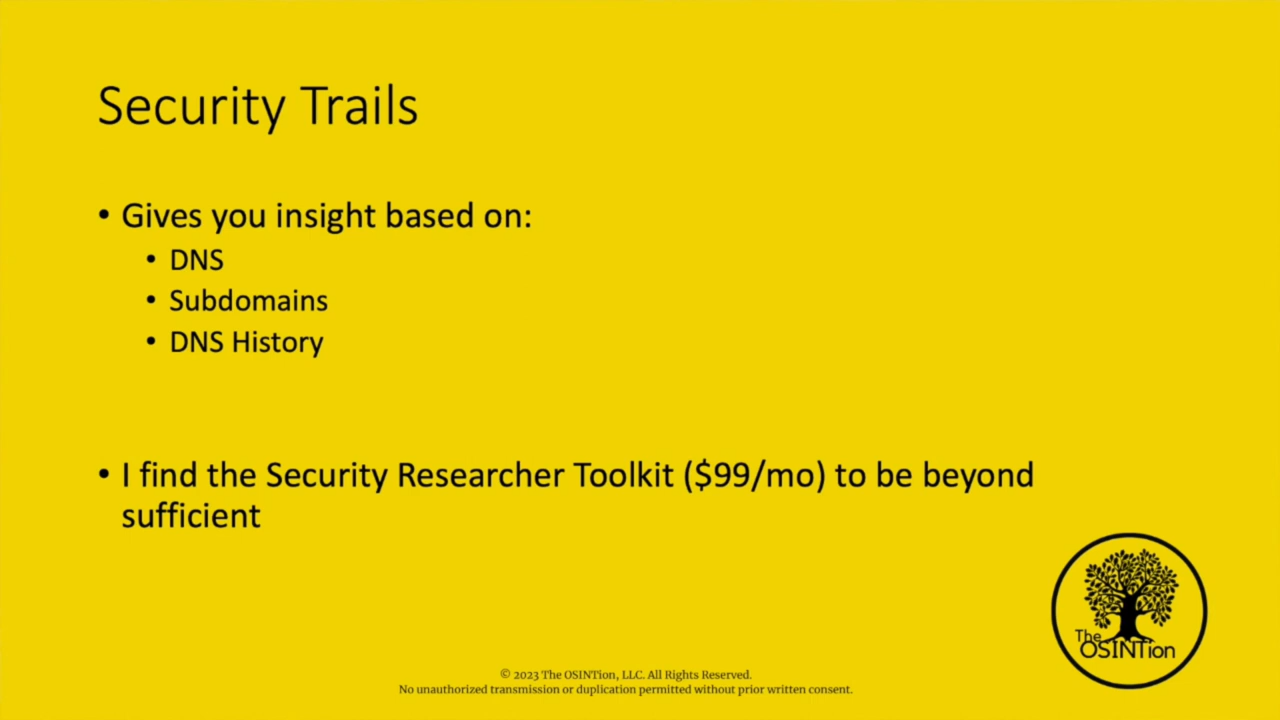 Security Trails
• Gives you insight based on:
• DNS
• Subdomains
• DNS History
• I find the Security Researcher Toolkit ($99/mo) to be beyond
sufficient
The
OSINTion
© 2023 The OSINTion, LLC. All Rights Reserved.
No unauthorized transmission or duplication permitted without prior written consent.